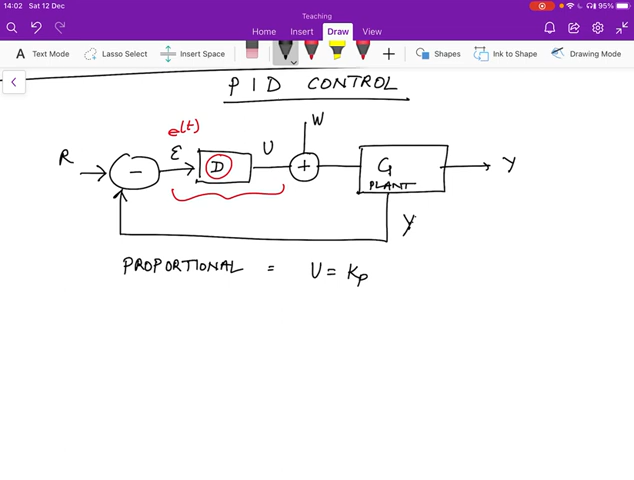 14:02 Sat 12 Dec
95%
Teaching
Home Insert Draw View
A Text Mode Lasso Select Insert Space Shapes Ink to Shape Drawing Mode
PID CONTROL
e(t)
W
R
ε
U
D
+
G
PLANT
Y
-
Y
PROPORTIONAL = U = Kp